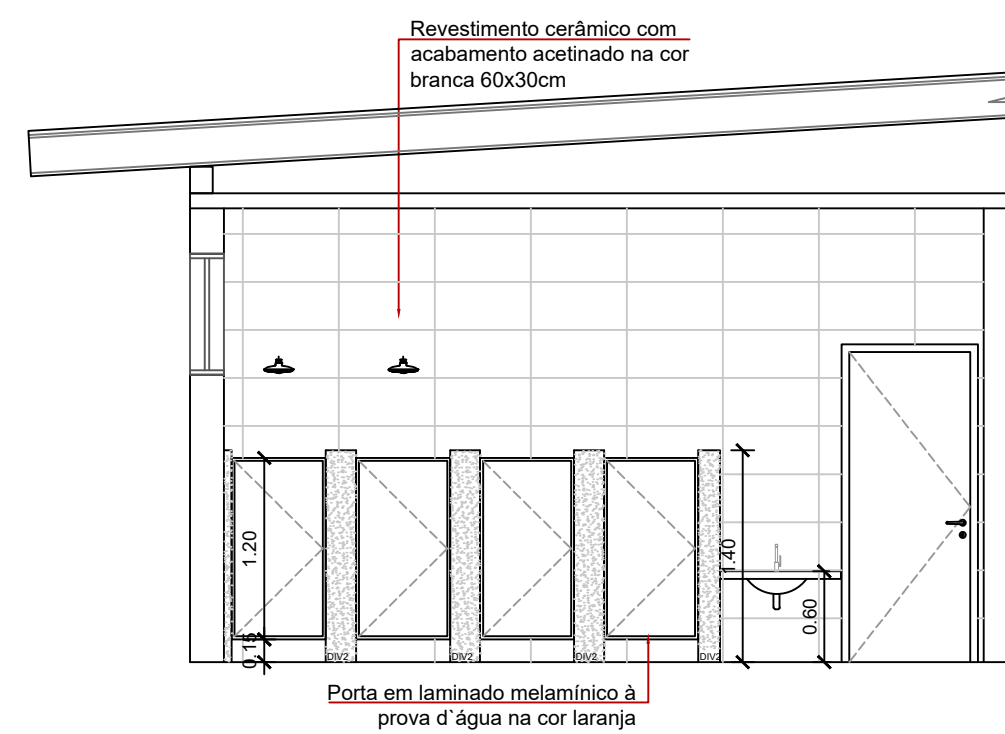 Revestimento cerâmico com
acabamento acetinado na cor
branca 60x30cm
1.20
1.40
0.60
0.15
DIV2
DIV2
DIV2
DIV2
Porta em laminado melamínico à
prova d`água na cor laranja